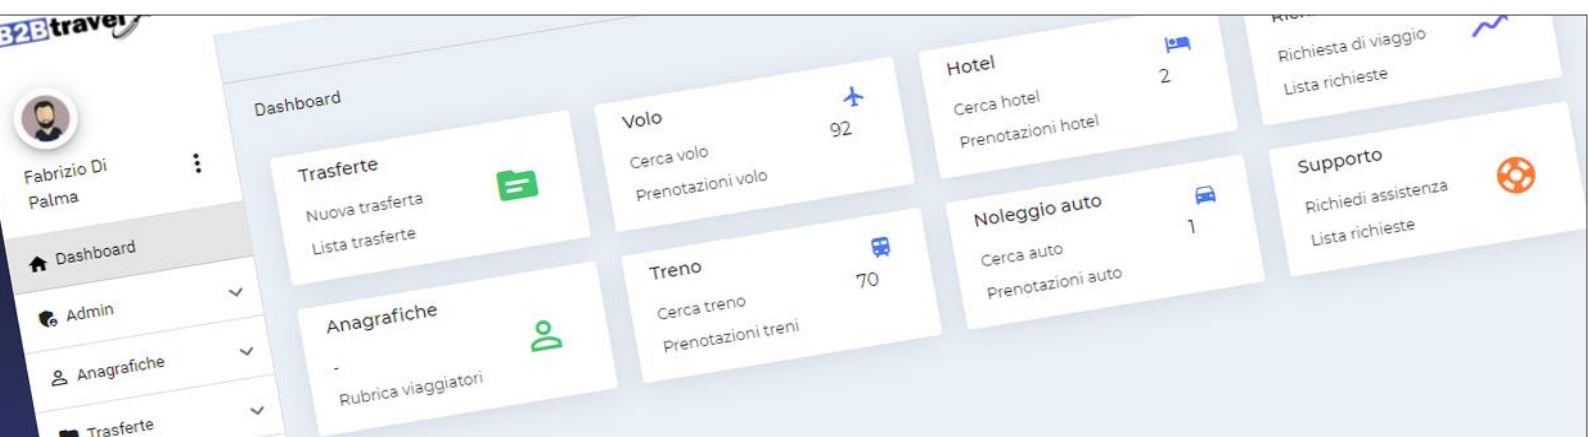 B2Btravel
Fabrizio Di
Palma
Dashboard
Admin
Anagrafiche
Trasferte
Dashboard
Trasferte
Nuova trasferta
Lista trasferte
Volo
92
Cerca volo
Prenotazioni volo
Hotel
2
Cerca hotel
Prenotazioni hotel
Richiesta di viaggio
Lista richieste
Anagrafiche
-
Rubrica viaggiatori
Treno
70
Cerca treno
Prenotazioni treni
Noleggio auto
1
Cerca auto
Prenotazioni auto
Supporto
Richiedi assistenza
Lista richieste